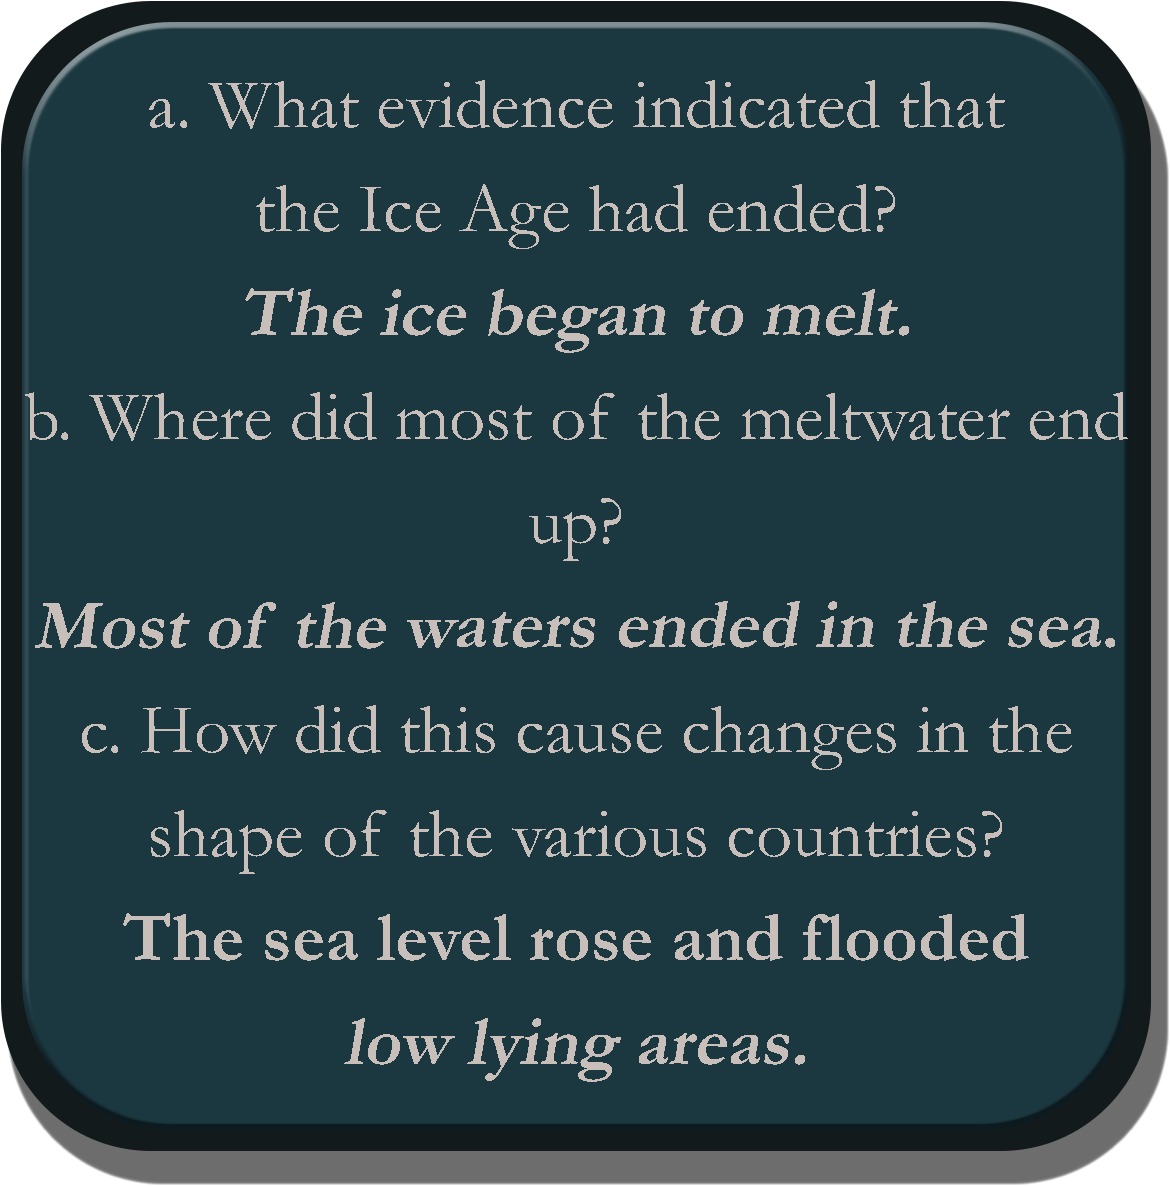 a. What evidence indicated that
the Ice Age had ended?
The ice began to melt.
b. Where did most of the meltwater end
up?
Most of the waters ended in the sea.
c. How did this cause changes in the
shape of the various countries?
The sea level rose and flooded
low lying areas.